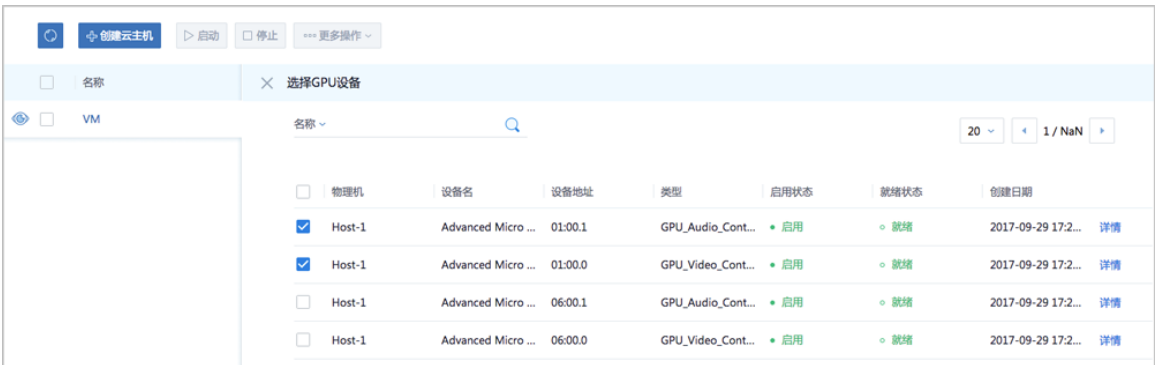 创建云主机 启动 停止 更多操作
名称 选择GPU设备
VM 名称
20 1 / NaN
物理机 设备名 设备地址 类型 启用状态 就绪状态 创建日期
Host-1 Advanced Micro ... 01:00.1 GPU_Audio_Cont... 启用 就绪 2017-09-29 17:2... 详情
Host-1 Advanced Micro ... 01:00.0 GPU_Video_Cont... 启用 就绪 2017-09-29 17:2... 详情
Host-1 Advanced Micro ... 06:00.1 GPU_Audio_Cont... 启用 就绪 2017-09-29 17:2... 详情
Host-1 Advanced Micro ... 06:00.0 GPU_Video_Cont... 启用 就绪 2017-09-29 17:2... 详情